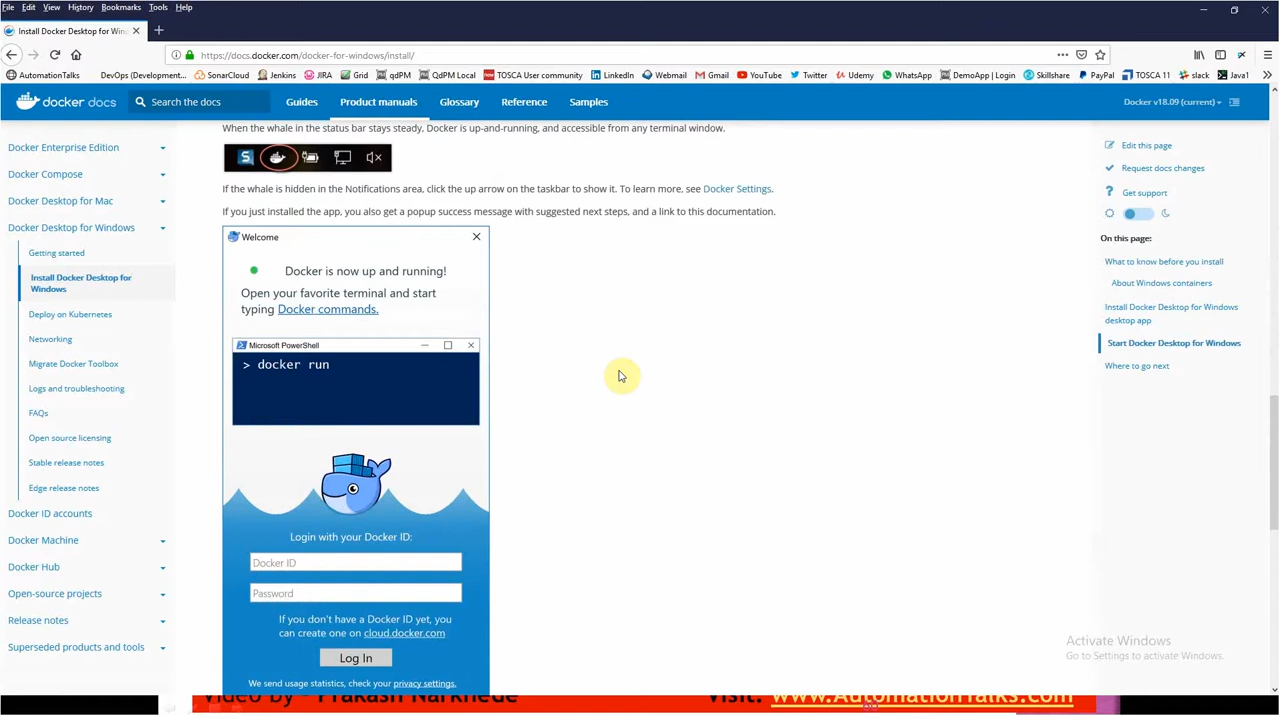 File Edit View History Bookmarks Tools Help
Install Docker Desktop for Wind
https://docs.docker.com/docker-for-windows/install/
AutomationTalks DevOps (Development... SonarCloud Jenkins JIRA Grid qdPM QdPM Local TOSCA User community LinkedIn Webmail Gmail YouTube Twitter Udemy WhatsApp DemoApp | Login Skillshare PayPal TOSCA 11 slack Java1
docker docs Search the docs Guides Product manuals Glossary Reference Samples Docker v18.09 (current)
Docker Enterprise Edition
Docker Compose
Docker Desktop for Mac
Docker Desktop for Windows
Getting started
Install Docker Desktop for
Windows
Deploy on Kubernetes
Networking
Migrate Docker Toolbox
Logs and troubleshooting
FAQs
Open source licensing
Stable release notes
Edge release notes
Docker ID accounts
Docker Machine
Docker Hub
Open-source projects
Release notes
Superseded products and tools
When the whale in the status bar stays steady, Docker is up-and-running, and accessible from any terminal window.
S
If the whale is hidden in the Notifications area, click the up arrow on the taskbar to show it. To learn more, see Docker Settings.
If you just installed the app, you also get a popup success message with suggested next steps, and a link to this documentation.
Welcome
Docker is now up and running!
Open your favorite terminal and start
typing Docker commands.
Microsoft PowerShell
> docker run
Login with your Docker ID:
Docker ID
Password
If you don't have a Docker ID yet, you
can create one on cloud.docker.com
Log In
We send usage statistics, check your privacy settings.
Edit this page
Request docs changes
Get support
On this page:
What to know before you install
About Windows containers
Install Docker Desktop for Windows
desktop app
Start Docker Desktop for Windows
Where to go next
Activate Windows
Go to Settings to activate Windows.
Video by - Prakash Narkhede Visit: www.AutomationTalks.com